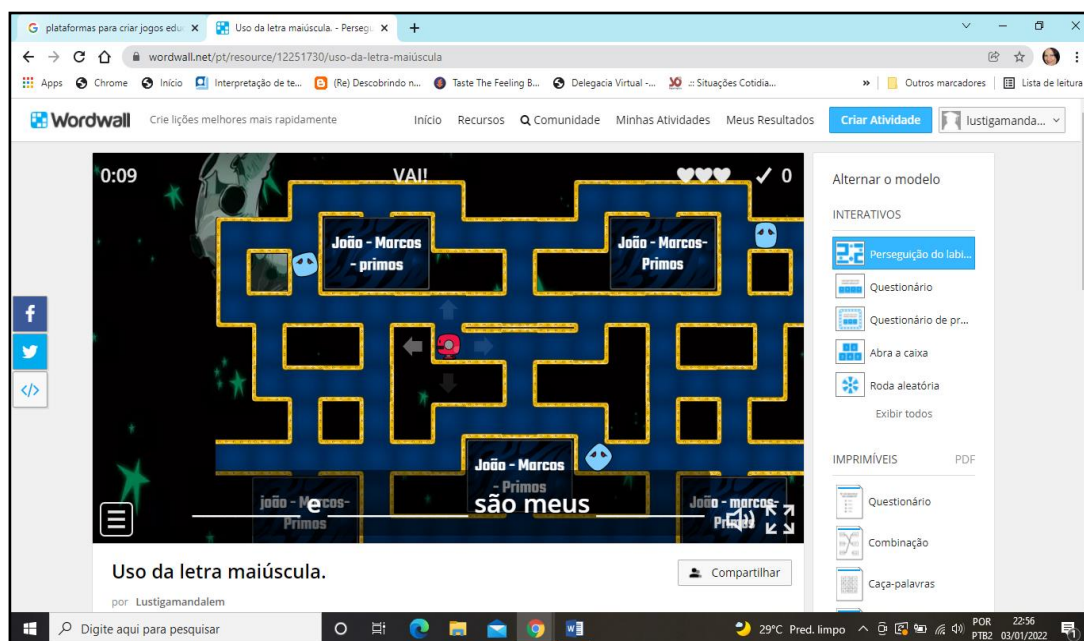 plataformas para criar jogos edu
Uso da letra maiúscula. - Persegu
wordwall.net/pt/resource/12251730/uso-da-letra-maiúscula
Apps Chrome Início Interpretação de te... (Re) Descobrindo n... Taste The Feeling B... Delegacia Virtual -... .:: Situações Cotidia... » Outros marcadores Lista de leitura
Wordwall Crie lições melhores mais rapidamente Início Recursos Comunidade Minhas Atividades Meus Resultados Criar Atividade lustigamanda...
0:09 VAI! 0
João - Marcos
- primos
João - Marcos-
Primos
João - Marcos
- Primos
joão - Marcos-
Primos
João - marcos-
Primos
____ e ____ são meus ____
Alternar o modelo
INTERATIVOS
Perseguição do labi...
Questionário
Questionário de pr...
Abra a caixa
Roda aleatória
Exibir todos
IMPRIMÍVEIS PDF
Questionário
Combinação
Caça-palavras
Uso da letra maiúscula.
Compartilhar
por Lustigamandalem
Digite aqui para pesquisar
29°C Pred. limpo
POR 22:56
PTB2 03/01/2022